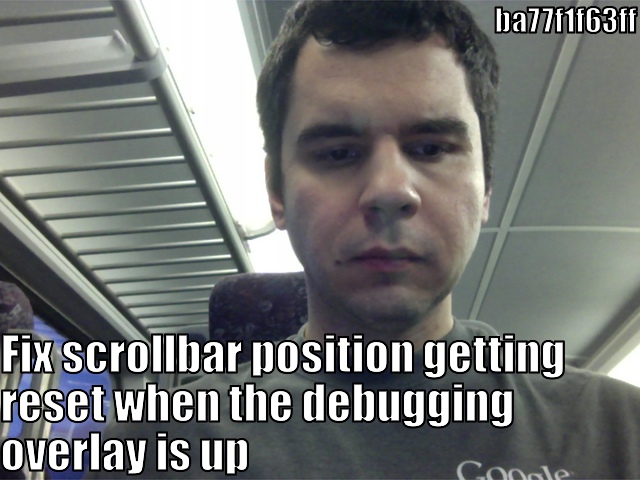 ba77f1f63ff
Fix scrollbar position getting
reset when the debugging
overlay is up
Google